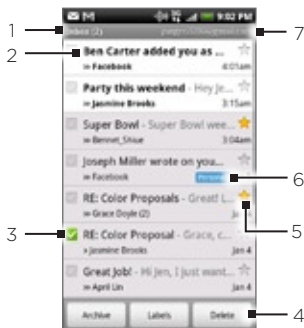 9:02 PM
1
Inbox (2)
7
2
Ben Carter added you as ...
» Facebook
4:01am
Party this weekend - Hey Je...
» Jasmine Brooks
3:15am
Super Bowl - Super Bowl wee...
» Bennet_Shiue
3:04am
Joseph Miller wrote on you...
» Facebook
6
RE: Color Proposals - Great! L...
» Grace Doyle (2)
5
3
RE: Color Proposal - Grace, c...
» Jasmine Brooks
Jan 4
Great Job! - Hi Jen, I just want...
» April Lin
Jan 4
Archive
Labels
Delete
4